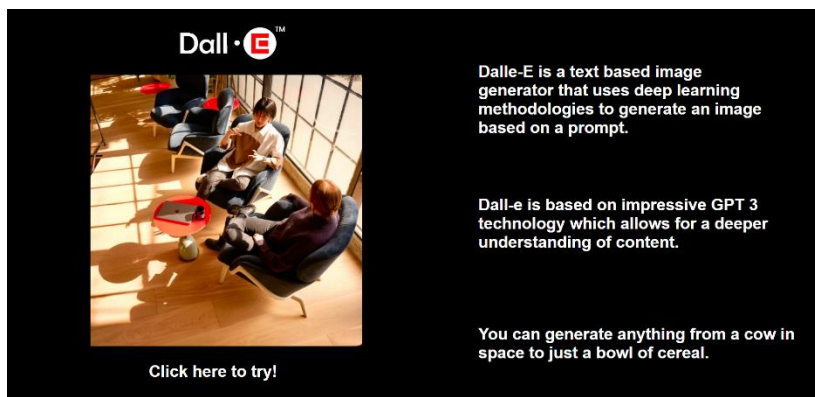 Dall·E™
Dalle-E is a text based image
generator that uses deep learning
methodologies to generate an image
based on a prompt.
Dall-e is based on impressive GPT 3
technology which allows for a deeper
understanding of content.
You can generate anything from a cow in
space to just a bowl of cereal.
Click here to try!